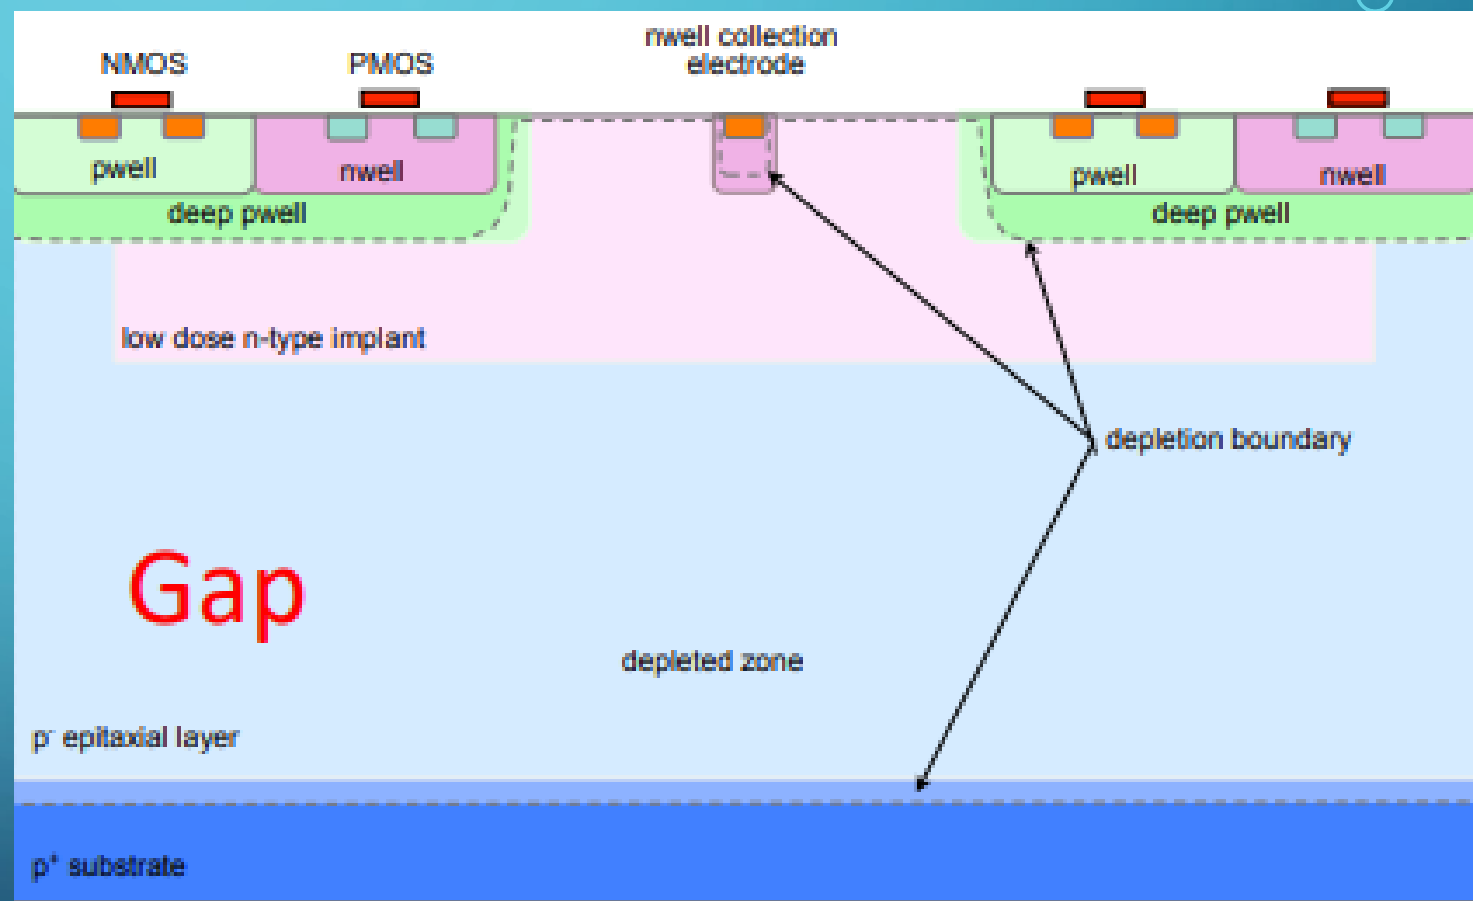 nwell collection
electrode
NMOS
PMOS
pwell
nwell
deep pwell
pwell
nwell
deep pwell
low dose n-type implant
depletion boundary
Gap
depleted zone
p⁻ epitaxial layer
p⁺ substrate